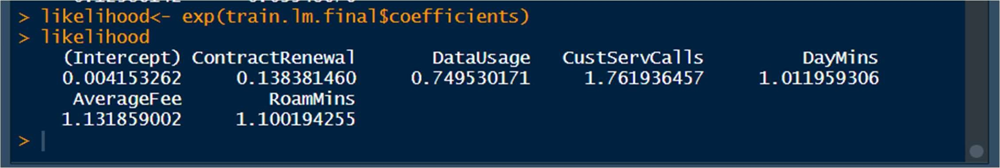 > likelihood<- exp(train.lm.final$coefficients)
> likelihood
(Intercept) ContractRenewal DataUsage CustServCalls DayMins
0.004153262 0.138381460 0.749530171 1.761936457 1.011959306
AverageFee RoamMins
1.131859002 1.100194255
>